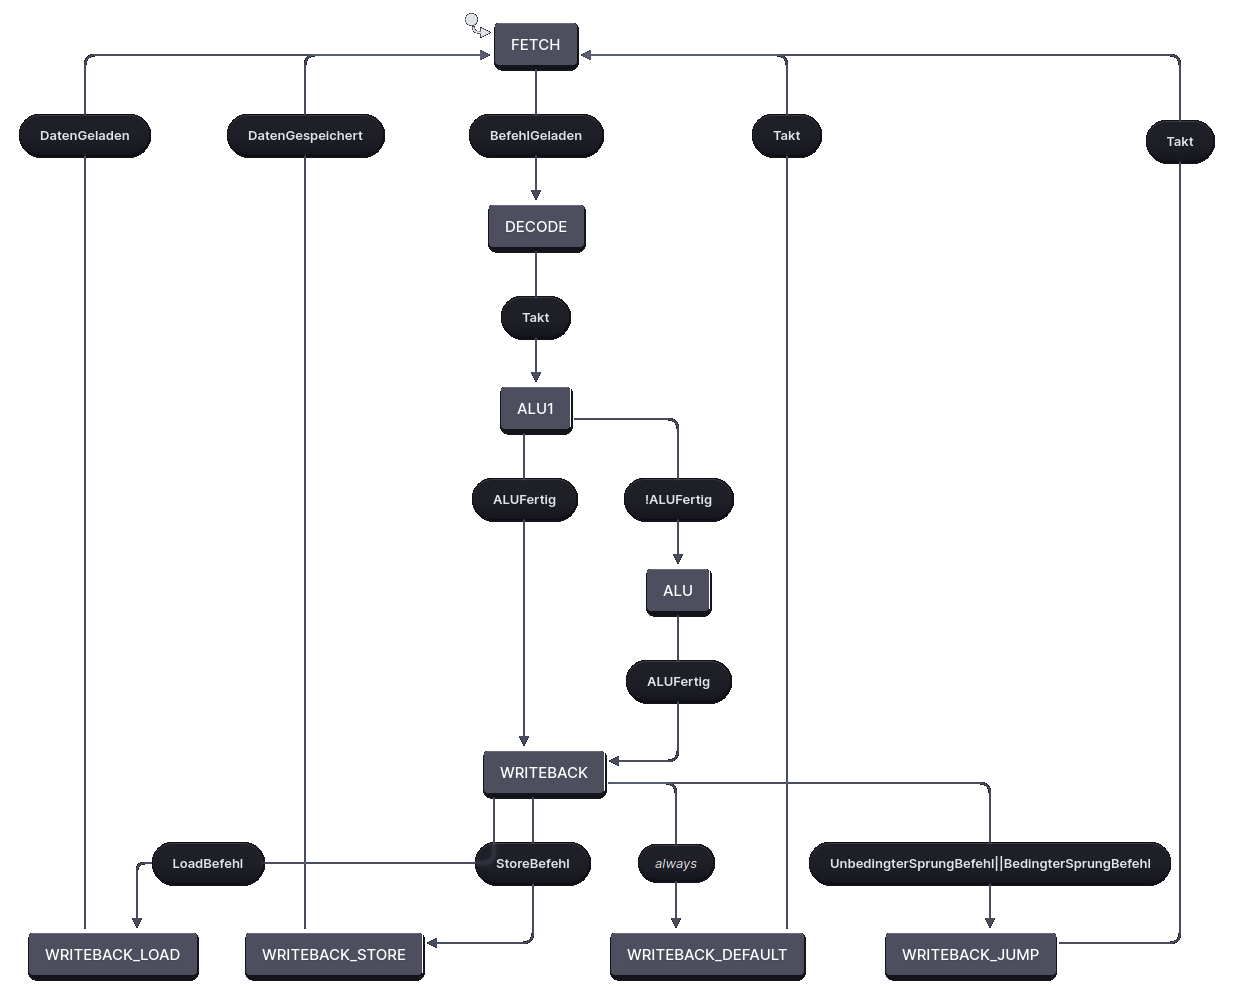 FETCH
DatenGeladen
DatenGespeichert
BefehlGeladen
Takt
Takt
DECODE
Takt
ALU1
ALUFertig
!ALUFertig
ALU
ALUFertig
WRITEBACK
LoadBefehl
StoreBefehl
always
UnbedingterSprungBefehl||BedingterSprungBefehl
WRITEBACK_LOAD
WRITEBACK_STORE
WRITEBACK_DEFAULT
WRITEBACK_JUMP